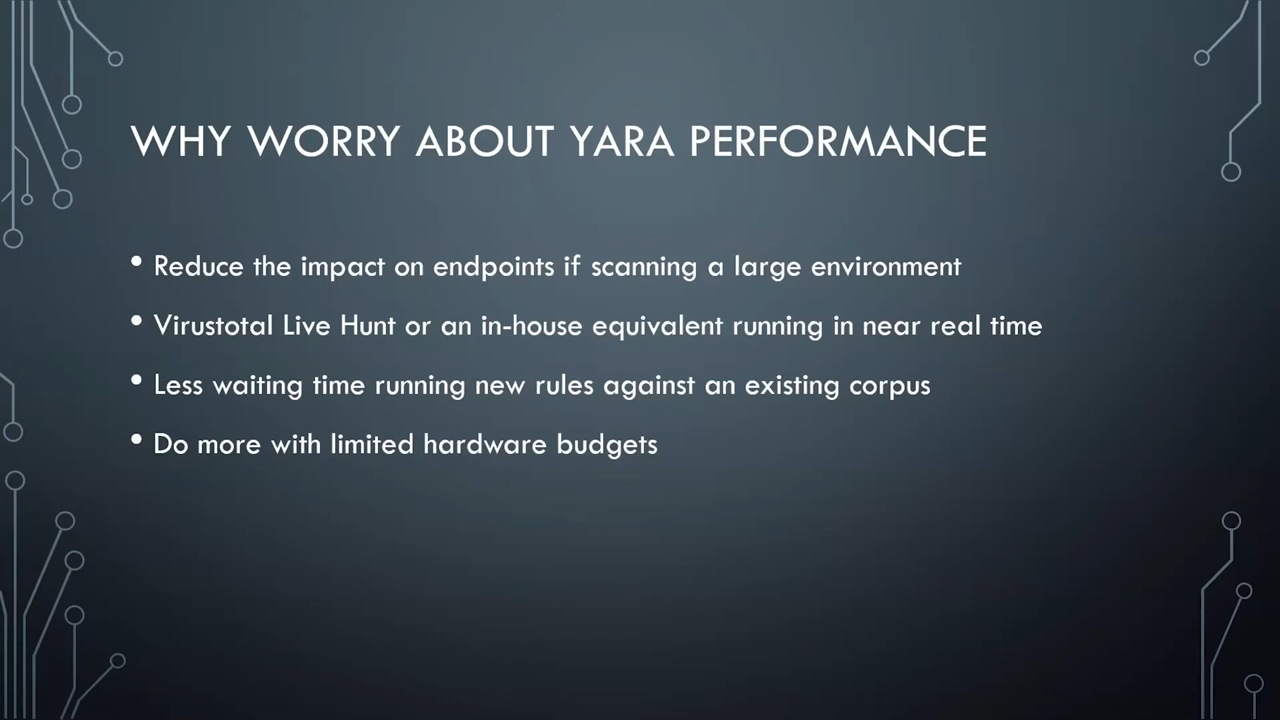 WHY WORRY ABOUT YARA PERFORMANCE
• Reduce the impact on endpoints if scanning a large environment
• Virustotal Live Hunt or an in-house equivalent running in near real time
• Less waiting time running new rules against an existing corpus
• Do more with limited hardware budgets